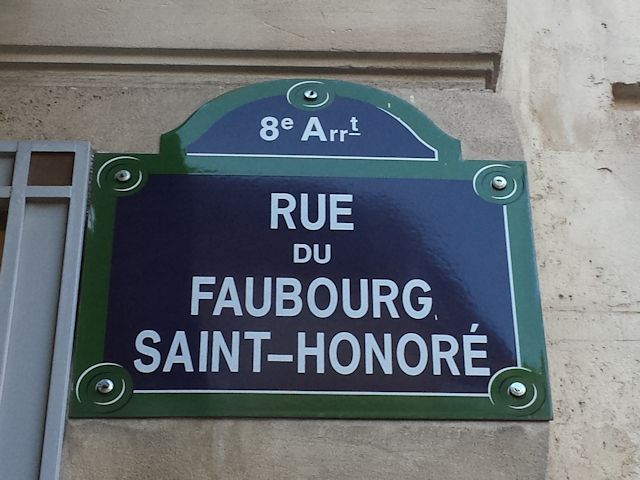 8e Arrt
RUE
DU
FAUBOURG
SAINT-HONORÉ